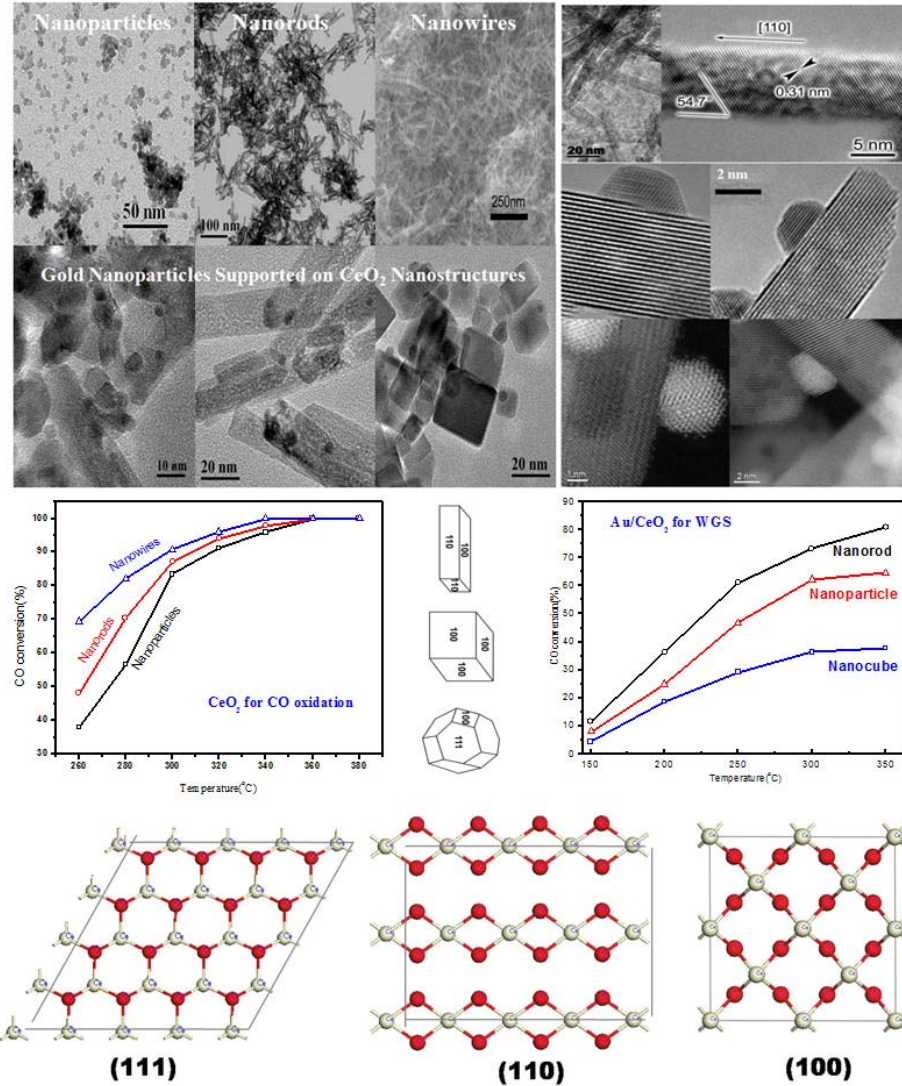 Nanoparticles
Nanorods
Nanowires
50 nm
100 nm
250nm
Gold Nanoparticles Supported on CeO₂ Nanostructures
10 nm
20 nm
20 nm
[110]
0.31 nm
54.7°
20 nm
5 nm
2 nm
1 nm
2 nm
CO conversion(%)
100
90
80
70
60
50
40
30
Nanowires
Nanorods
Nanoparticles
CeO₂ for CO oxidation
260
280
300
320
340
360
380
Temperature(°C)
110
100
110
100
100
100
100
111
CO conversion(%)
90
80
70
60
50
40
30
20
10
0
Au/CeO₂ for WGS
Nanorod
Nanoparticle
Nanocube
150
200
250
300
350
Temperature(°C)
(111)
(110)
(100)